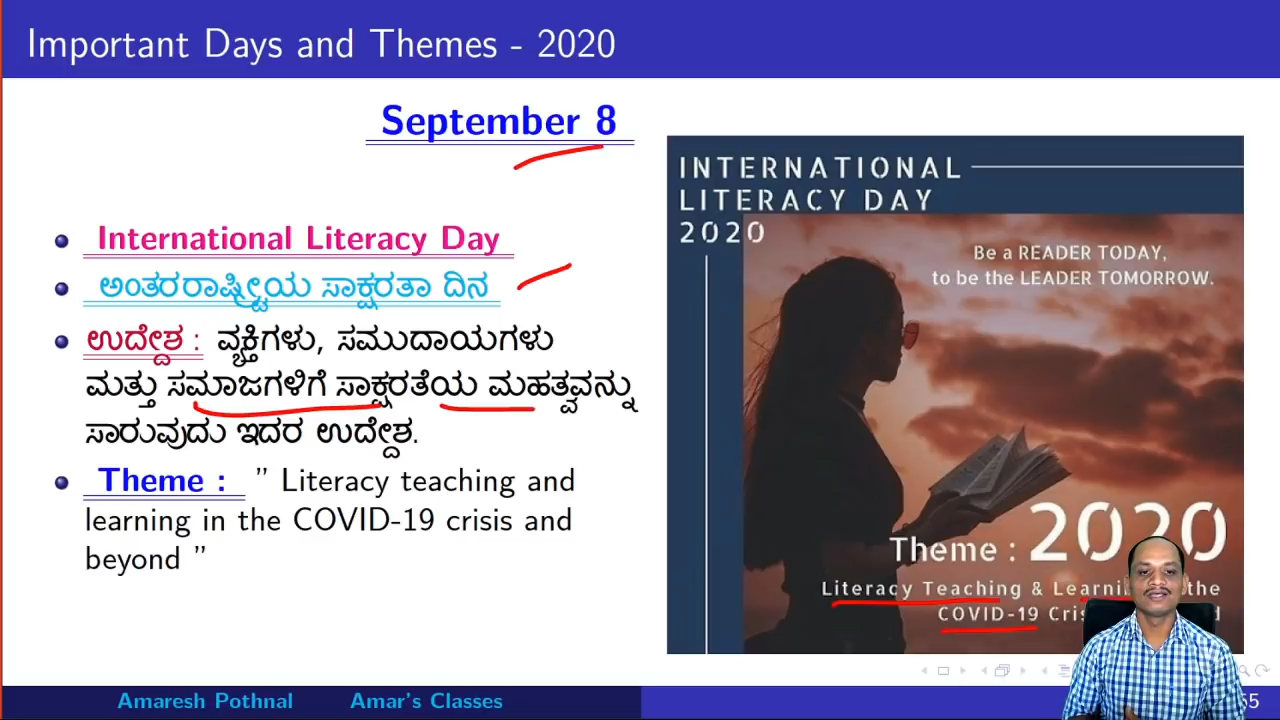 Important Days and Themes - 2020
September 8
International Literacy Day
ಅಂತರರಾಷ್ಟ್ರೀಯ ಸಾಕ್ಷರತಾ ದಿನ
ಉದ್ದೇಶ : ವ್ಯಕ್ತಿಗಳು, ಸಮುದಾಯಗಳು
ಮತ್ತು ಸಮಾಜಗಳಿಗೆ ಸಾಕ್ಷರತೆಯ ಮಹತ್ವವನ್ನು
ಸಾರುವುದು ಇದರ ಉದ್ದೇಶ.
Theme : " Literacy teaching and
learning in the COVID-19 crisis and
beyond "
INTERNATIONAL
LITERACY DAY
2020
Be a READER TODAY,
to be the LEADER TOMORROW.
2020
Theme :
Literacy Teaching & the
COVID-19
Amaresh Pothnal Amar's Classes